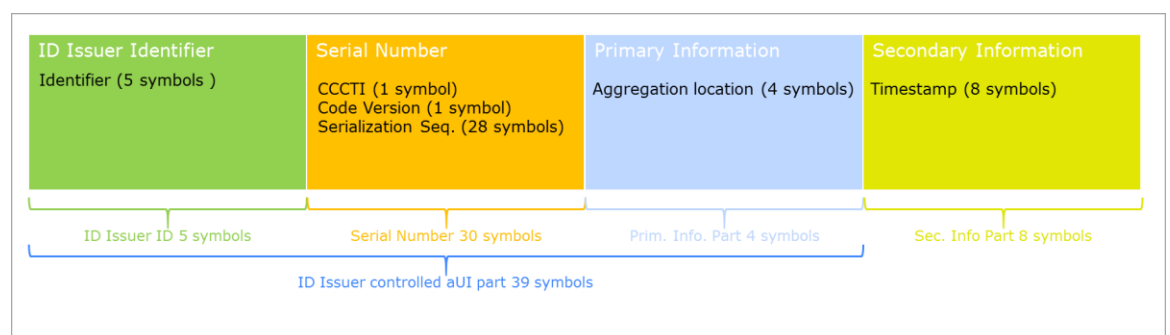 ID Issuer Identifier
Identifier (5 symbols )
Serial Number
CCCTI (1 symbol)
Code Version (1 symbol)
Serialization Seq. (28 symbols)
Primary Information
Aggregation location (4 symbols)
Secondary Information
Timestamp (8 symbols)
ID Issuer ID 5 symbols
Serial Number 30 symbols
Prim. Info. Part 4 symbols
Sec. Info Part 8 symbols
ID Issuer controlled aUI part 39 symbols